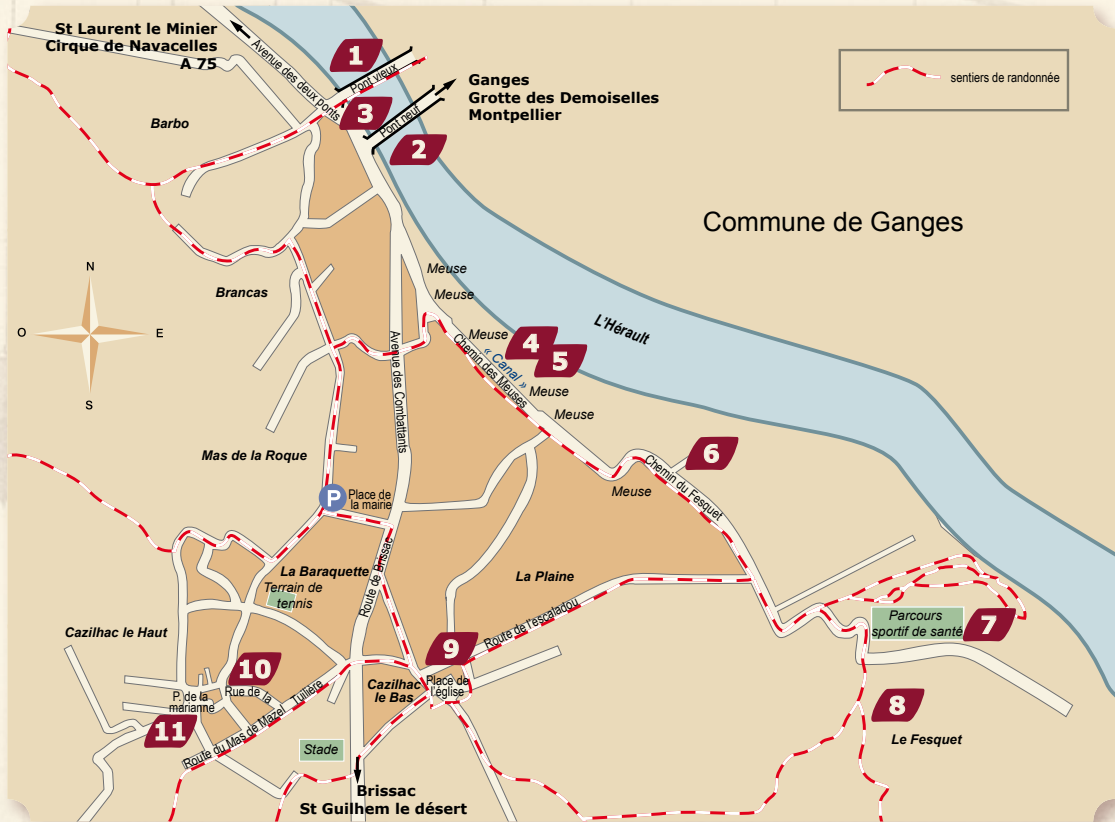 St Laurent le Minier
Cirque de Navacelles
A 75
Avenue des deux ponts
1
Pont vieux
3
Pont neuf
2
Ganges
Grotte des Demoiselles
Montpellier
sentiers de randonnée
Barbo
Commune de Ganges
N
O
E
S
Brancas
Meuse
Meuse
Meuse
L'Hérault
4
5
« Canal »
Chemin des Meuses
Meuse
Meuse
Avenue des Combattants
Mas de la Roque
6
Chemin du Fesquet
Meuse
P
Place de
la mairie
La Baraquette
Terrain de
tennis
Route de Brissac
La Plaine
Route de l'escaladou
Parcours
sportif de santé
7
Cazilhac le Haut
9
10
Cazilhac
le Bas
Place de
l'église
P. de la
marianne
Rue de la
Tuilière
11
Route du Mas de Mazel
8
Le Fesquet
Stade
Brissac
St Guilhem le désert